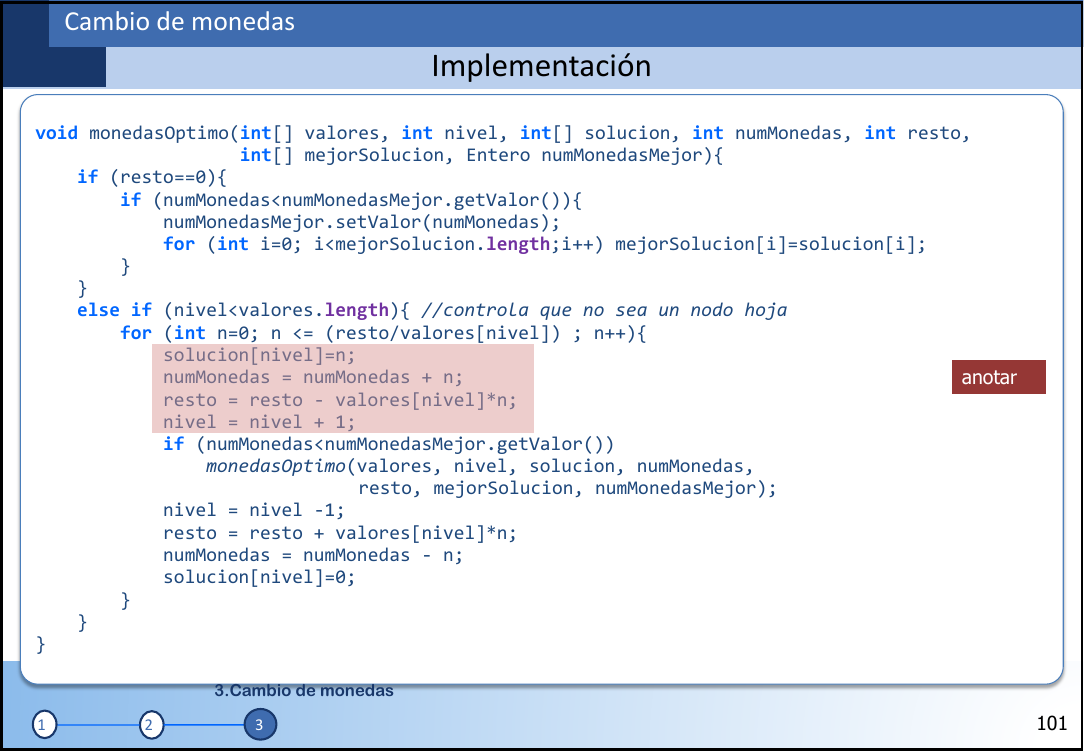 Cambio de monedas
Implementación
void monedasOptimo(int[] valores, int nivel, int[] solucion, int numMonedas, int resto,
int[] mejorSolucion, Entero numMonedasMejor){
if (resto==0){
if (numMonedas<numMonedasMejor.getValor()){
numMonedasMejor.setValor(numMonedas);
for (int i=0; i<mejorSolucion.length;i++) mejorSolucion[i]=solucion[i];
}
}
else if (nivel<valores.length){ //controla que no sea un nodo hoja
for (int n=0; n <= (resto/valores[nivel]) ; n++){
solucion[nivel]=n;
numMonedas = numMonedas + n;
anotar
resto = resto - valores[nivel]*n;
nivel = nivel + 1;
if (numMonedas<numMonedasMejor.getValor())
monedasOptimo(valores, nivel, solucion, numMonedas,
resto, mejorSolucion, numMonedasMejor);
nivel = nivel -1;
resto = resto + valores[nivel]*n;
numMonedas = numMonedas - n;
solucion[nivel]=0;
}
}
}
3.Cambio de monedas
1 2 3
101